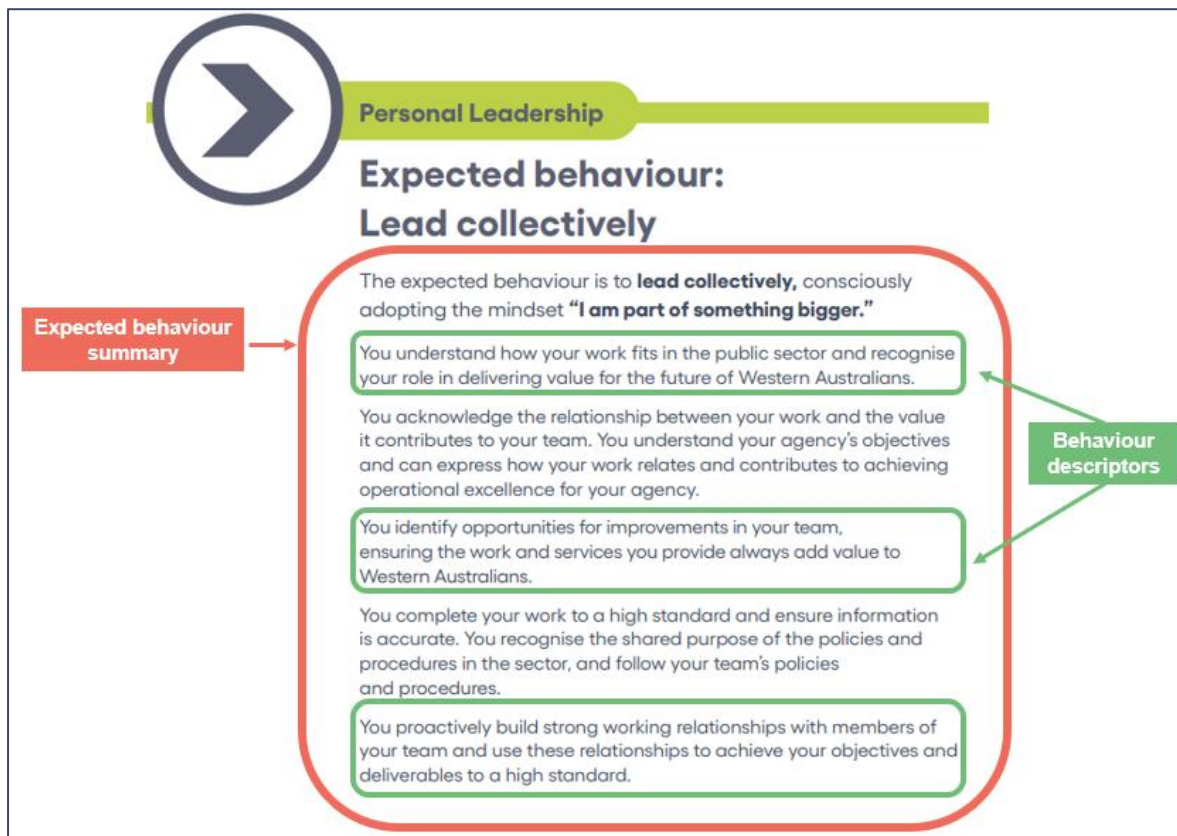 Personal Leadership
Expected behaviour:
Lead collectively
The expected behaviour is to lead collectively, consciously
adopting the mindset “I am part of something bigger.”
Expected behaviour
summary
You understand how your work fits in the public sector and recognise
your role in delivering value for the future of Western Australians.
You acknowledge the relationship between your work and the value
it contributes to your team. You understand your agency’s objectives
and can express how your work relates and contributes to achieving
operational excellence for your agency.
Behaviour
descriptors
You identify opportunities for improvements in your team,
ensuring the work and services you provide always add value to
Western Australians.
You complete your work to a high standard and ensure information
is accurate. You recognise the shared purpose of the policies and
procedures in the sector, and follow your team’s policies
and procedures.
You proactively build strong working relationships with members of
your team and use these relationships to achieve your objectives and
deliverables to a high standard.